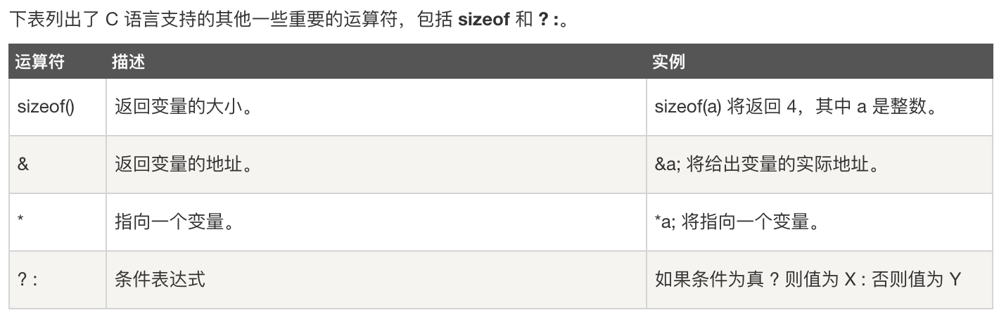 下表列出了 C 语言支持的其他一些重要的运算符，包括 sizeof 和 ? :。
运算符 描述 实例
sizeof() 返回变量的大小。 sizeof(a) 将返回 4，其中 a 是整数。
& 返回变量的地址。 &a; 将给出变量的实际地址。
* 指向一个变量。 *a; 将指向一个变量。
? : 条件表达式 如果条件为真 ? 则值为 X : 否则值为 Y